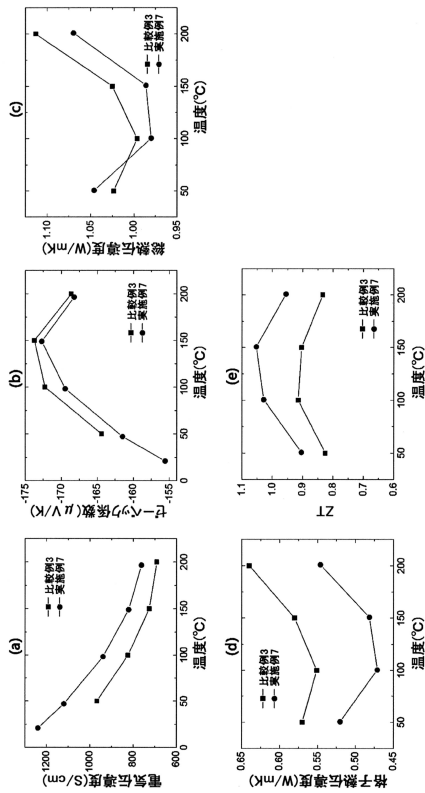 (a)
1200
1000
800
600
電気伝導度(S/cm)
50
100
150
200
温度(℃)
比較例3
実施例7
(b)
-175
-170
-165
-160
-155
ゼーベック係数(μV/K)
50
100
150
200
温度(℃)
比較例3
実施例7
(c)
1.10
1.05
1.00
0.95
総熱伝導度(W/mK)
50
100
150
200
温度(℃)
比較例3
実施例7
(d)
0.65
0.60
0.55
0.50
0.45
格子熱伝導度(W/mK)
50
100
150
200
温度(℃)
比較例3
実施例7
(e)
1.1
1.0
0.9
0.8
0.7
0.6
ZT
50
100
150
200
温度(℃)
比較例3
実施例7